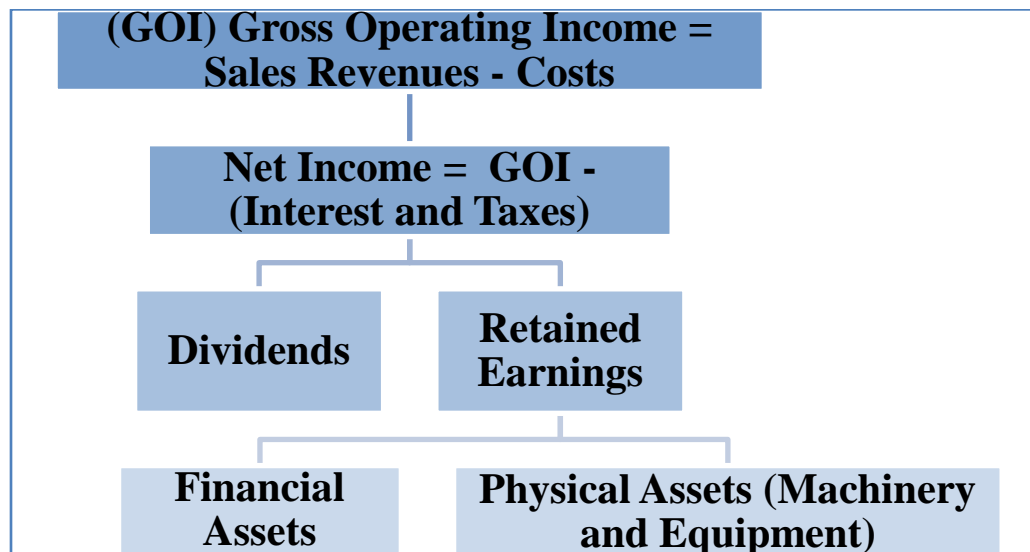 (GOI) Gross Operating Income =
Sales Revenues - Costs
Net Income = GOI -
(Interest and Taxes)
Dividends
Retained
Earnings
Financial
Assets
Physical Assets (Machinery
and Equipment)